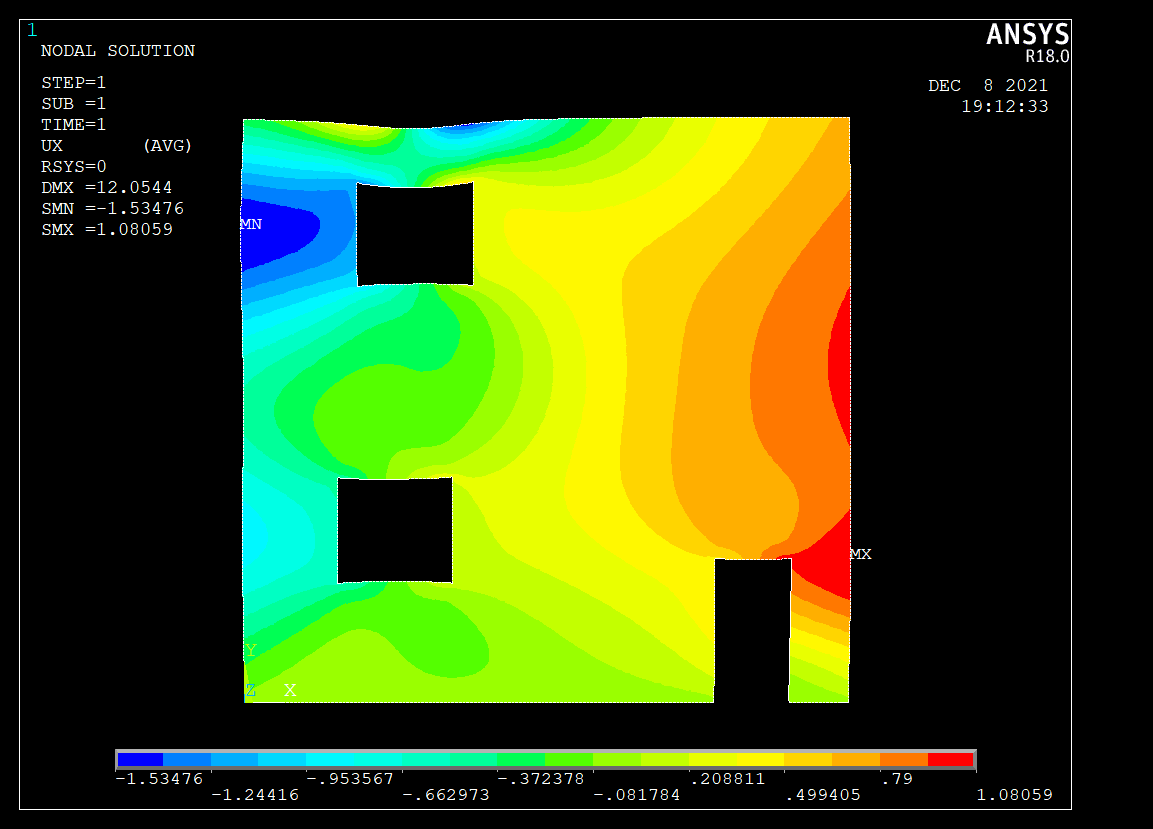 1
ANSYS
R18.0
NODAL SOLUTION
DEC 8 2021
19:12:33
STEP=1
SUB =1
TIME=1
UX (AVG)
RSYS=0
DMX =12.0544
SMN =-1.53476
SMX =1.08059
MN
MX
Y
Z X
-1.53476 -.953567 -.372378 .208811 .79
-1.24416 -.662973 -.081784 .499405 1.08059